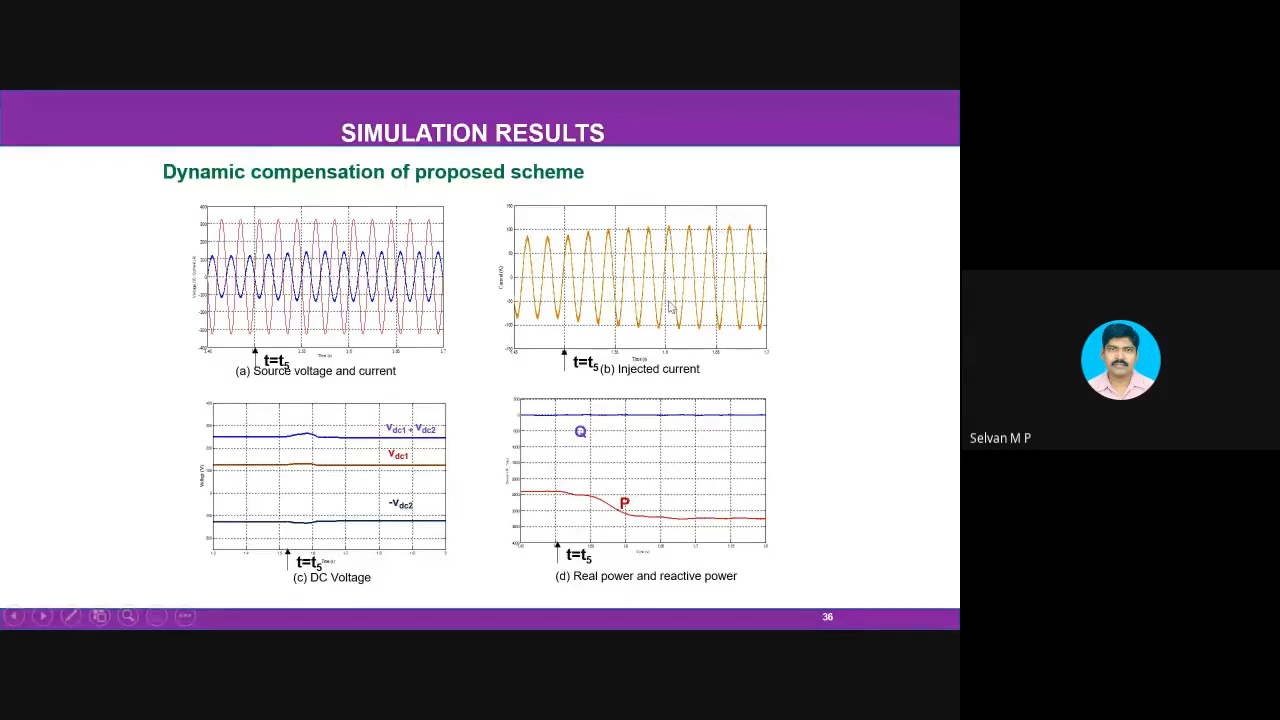 SIMULATION RESULTS
Dynamic compensation of proposed scheme
t=t5
(a) Source voltage and current
t=t5
(b) Injected current
Vdc1 + Vdc2
Vdc1
-Vdc2
t=t5
(c) DC Voltage
Q
P
t=t5
(d) Real power and reactive power
36
Selvan M P